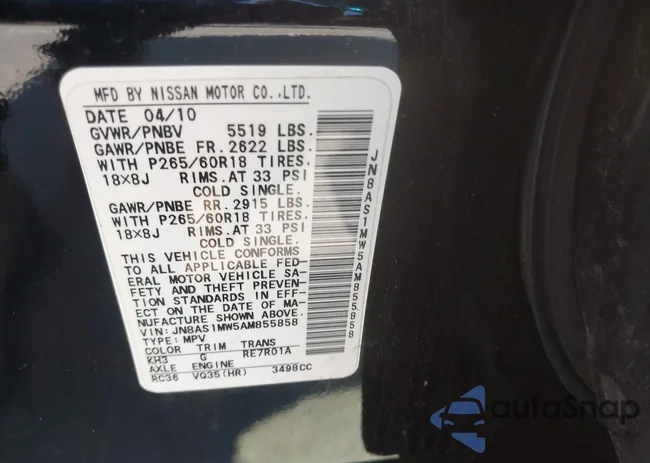 MFD BY NISSAN MOTOR CO.,LTD.
DATE 04/10
GVWR/PNBV 5519 LBS.
GAWR/PNBE FR. 2622 LBS.
WITH P265/60R18 TIRES.
18X8J RIMS.AT 33 PSI
COLD SINGLE.
GAWR/PNBE RR. 2915 LBS.
WITH P265/60R18 TIRES.
18X8J RIMS.AT 33 PSI
COLD SINGLE.
THIS VEHICLE CONFORMS
TO ALL APPLICABLE FED-
ERAL MOTOR VEHICLE SA-
FETY AND THEFT PREVEN-
TION STANDARDS IN EFF-
ECT ON THE DATE OF MA-
NUFACTURE SHOWN ABOVE.
VIN:JN8AS1MW5AM855858
TYPE: MPV
COLOR TRIM TRANS
KH3 G RE7R01A
AXLE ENGINE
RC36 VQ35(HR) 3498CC
JN8AS1MW5AM855858
autoSnap